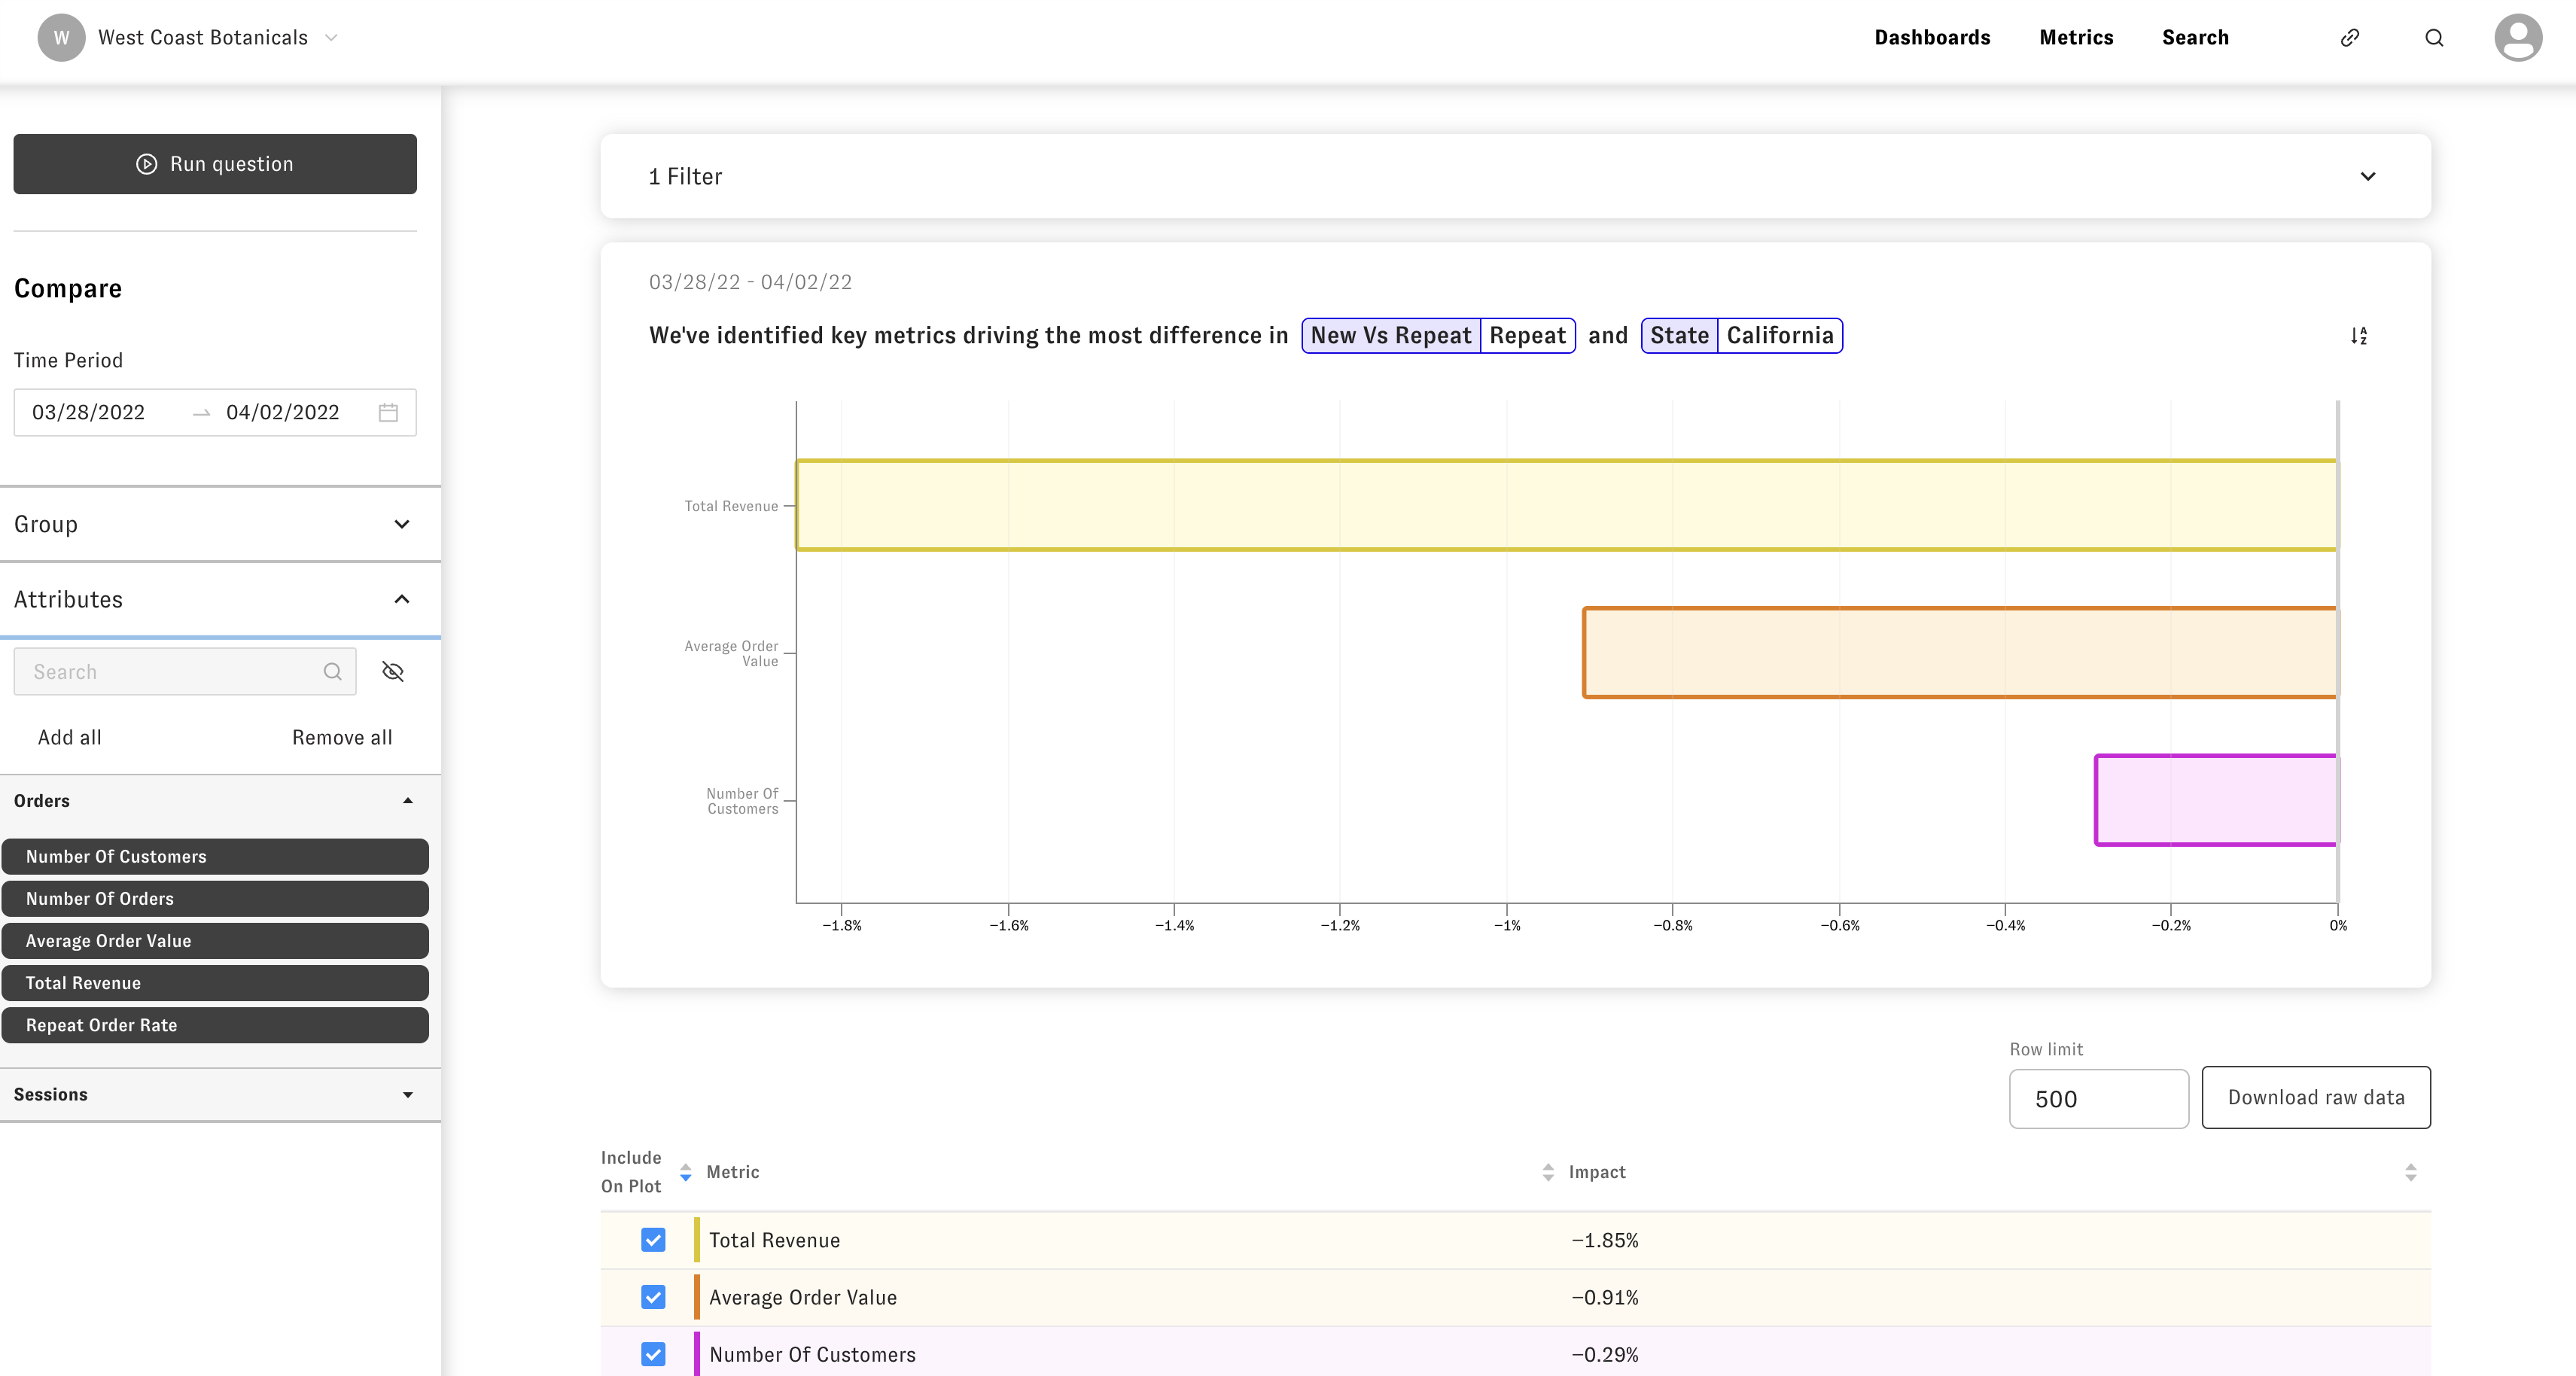 W West Coast Botanicals
Dashboards Metrics Search
Run question
Compare
Time Period
03/28/2022 → 04/02/2022
Group
Attributes
Search
Add all Remove all
Orders
Number Of Customers
Number Of Orders
Average Order Value
Total Revenue
Repeat Order Rate
Sessions
1 Filter
03/28/22 - 04/02/22
We've identified key metrics driving the most difference in New Vs Repeat Repeat and State California
Total Revenue
Average Order
Value
Number Of
Customers
−1.8% −1.6% −1.4% −1.2% −1% −0.8% −0.6% −0.4% −0.2% 0%
Row limit
500 Download raw data
Include
On Plot
Metric Impact
Total Revenue −1.85%
Average Order Value −0.91%
Number Of Customers −0.29%